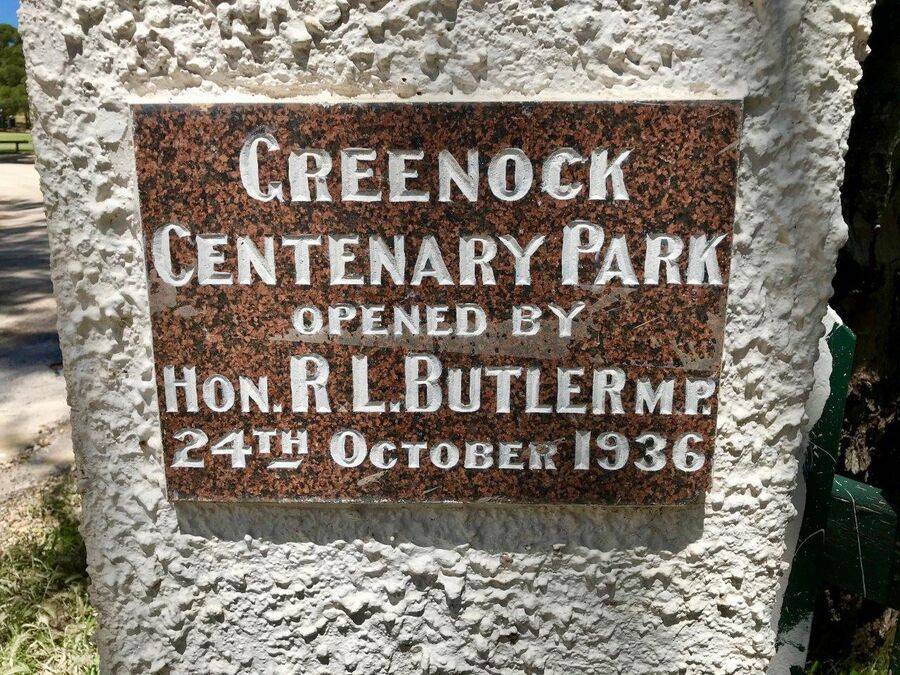 GREENOCK
CENTENARY PARK
OPENED BY
HON. R. L. BUTLER M.P.
24TH OCTOBER 1936